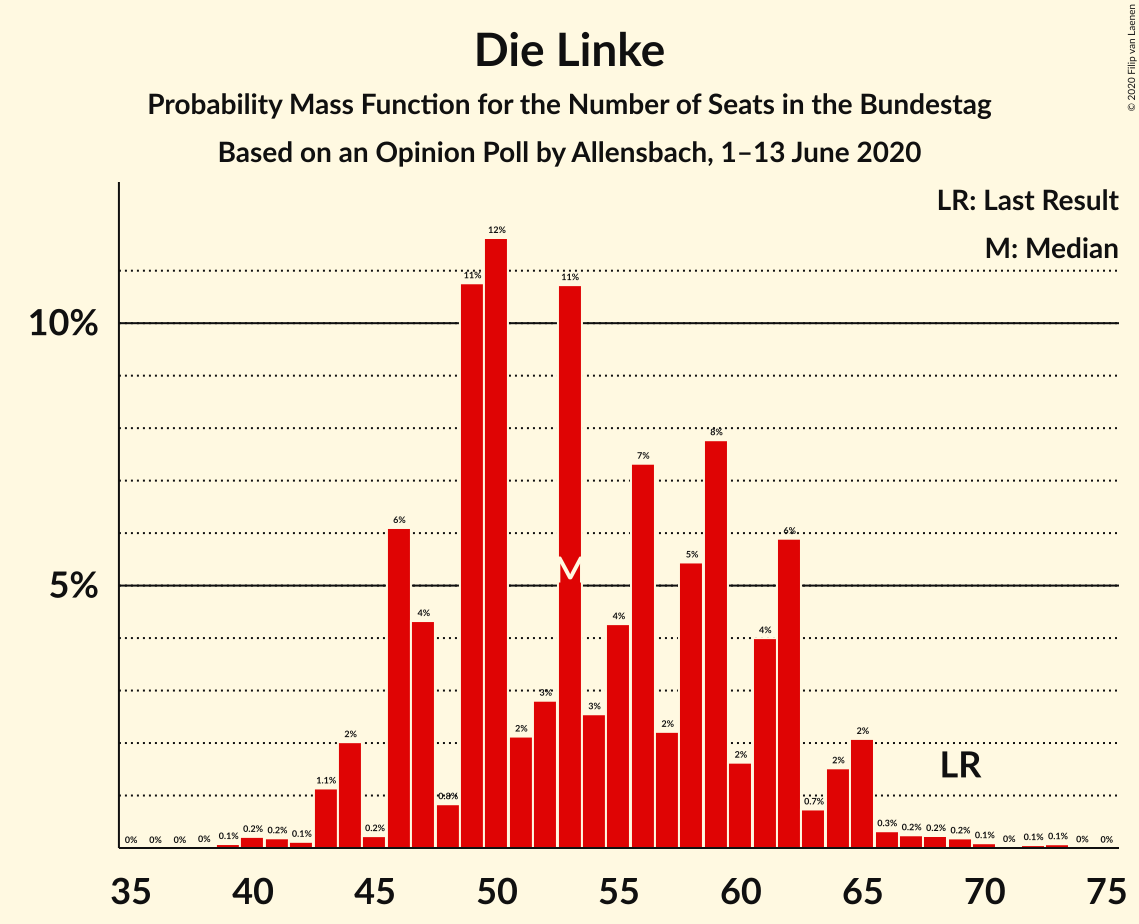 Die Linke
Probability Mass Function for the Number of Seats in the Bundestag
Based on an Opinion Poll by Allensbach, 1–13 June 2020
© 2020 Filip van Laenen
LR: Last Result
M: Median
10%
5%
0% 0% 0% 0% 0.1% 0.2% 0.2% 0.1% 1.1% 2% 0.2% 6% 4% 0.8% 11% 12% 2% 3% 11% 3% 4% 7% 2% 5% 8% 2% 4% 6% 0.7% 2% 2% 0.3% 0.2% 0.2% 0.2% 0.1% 0% 0.1% 0.1% 0% 0%
M
LR
35 40 45 50 55 60 65 70 75